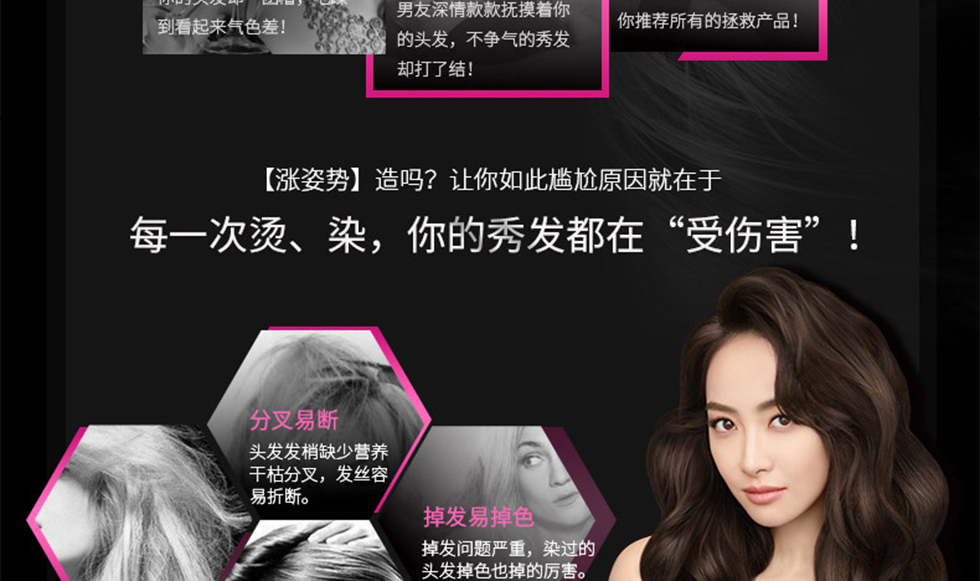 到看起来气色差！
男友深情款款抚摸着你
的头发，不争气的秀发
却打了结！
你推荐所有的拯救产品！
【涨姿势】造吗？让你如此尴尬原因就在于
每一次烫、染，你的秀发都在“受伤害”！
分叉易断
头发发梢缺少营养
干枯分叉，发丝容
易折断。
掉发易掉色
掉发问题严重，染过的
头发掉色也掉的厉害。